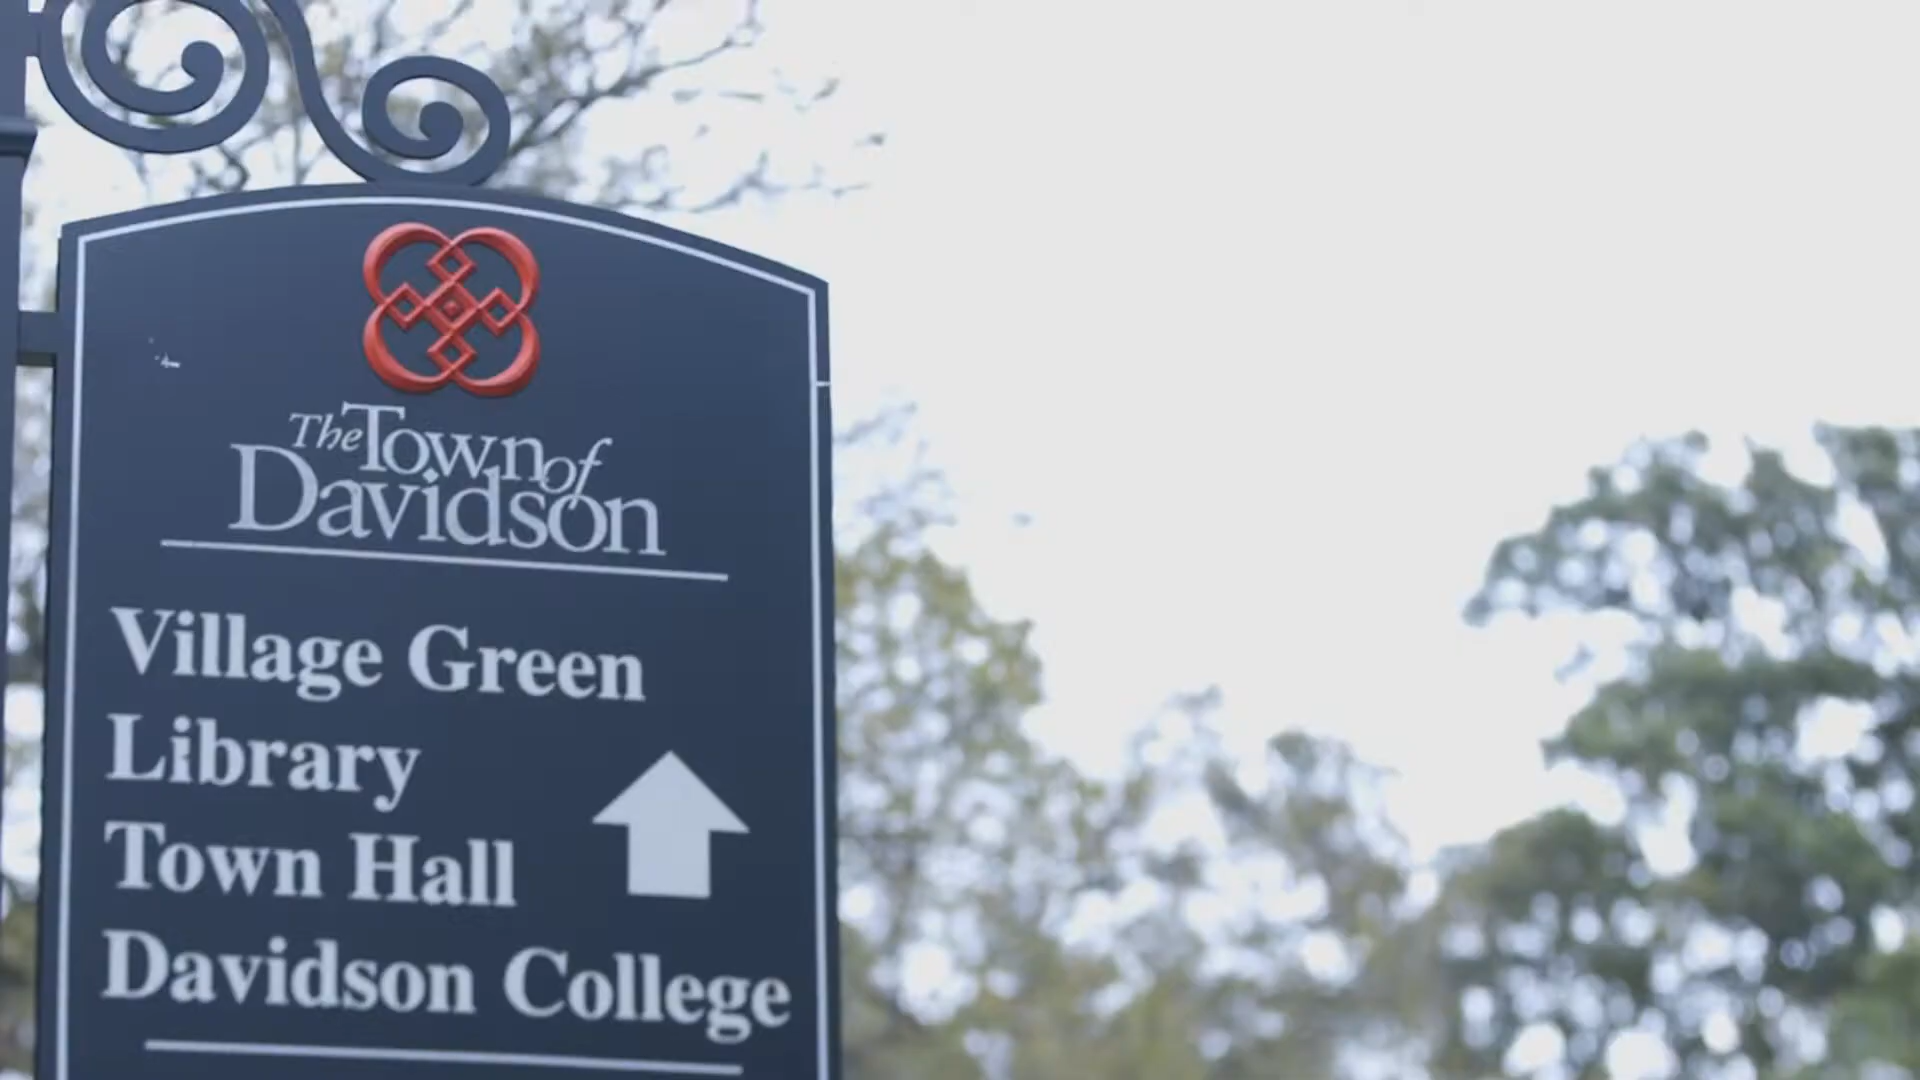 The Town of
Davidson
Village Green
Library
Town Hall
Davidson College